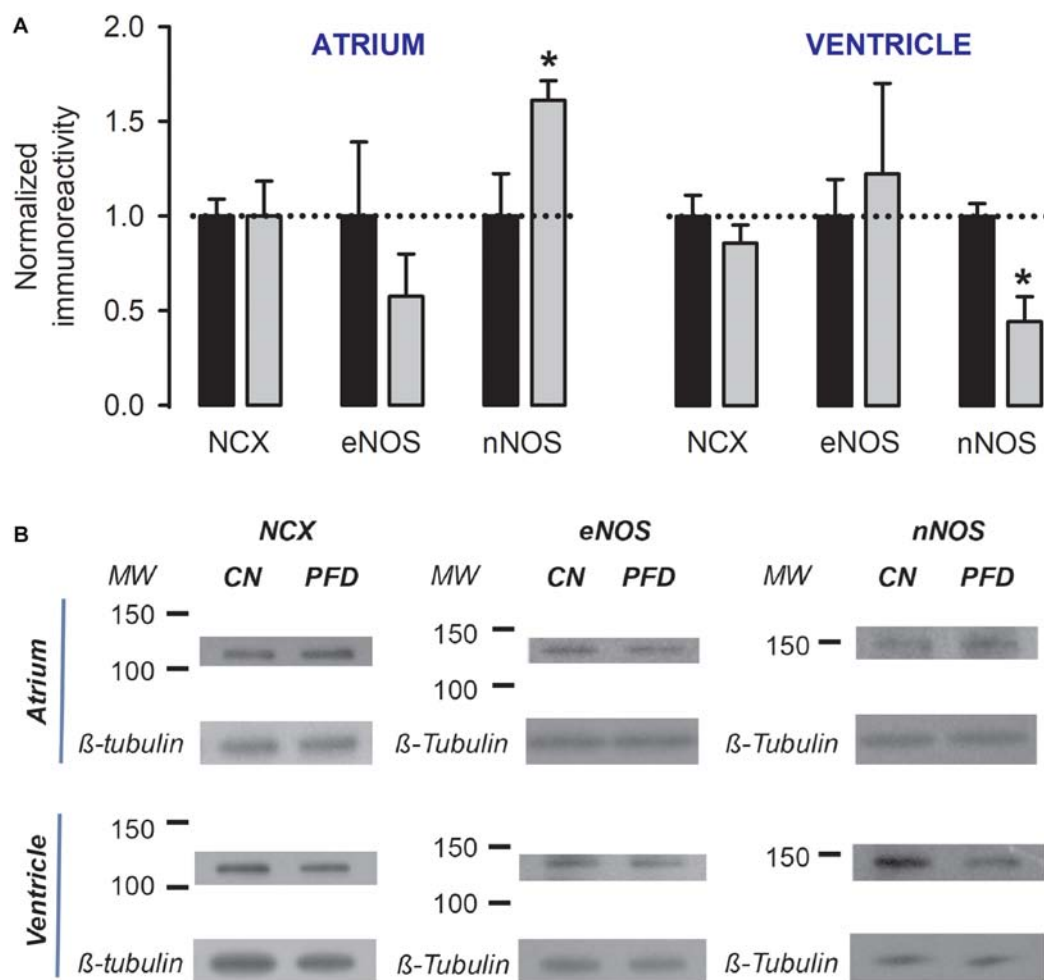 A
2.0
1.5
1.0
0.5
0.0
Normalized
immunoreactivity
ATRIUM
VENTRICLE
*
*
NCX eNOS nNOS NCX eNOS nNOS
B
NCX eNOS nNOS
MW CN PFD MW CN PFD MW CN PFD
Atrium
150
100
150
100
150
ß-tubulin ß-Tubulin ß-Tubulin
Ventricle
150
100
150
100
150
ß-tubulin ß-Tubulin ß-Tubulin